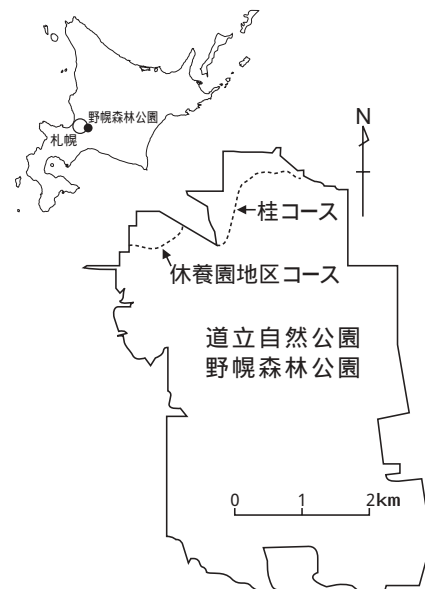 野幌森林公園
札幌
N
桂コース
休養園地区コース
道立自然公園
野幌森林公園
0 1 2km